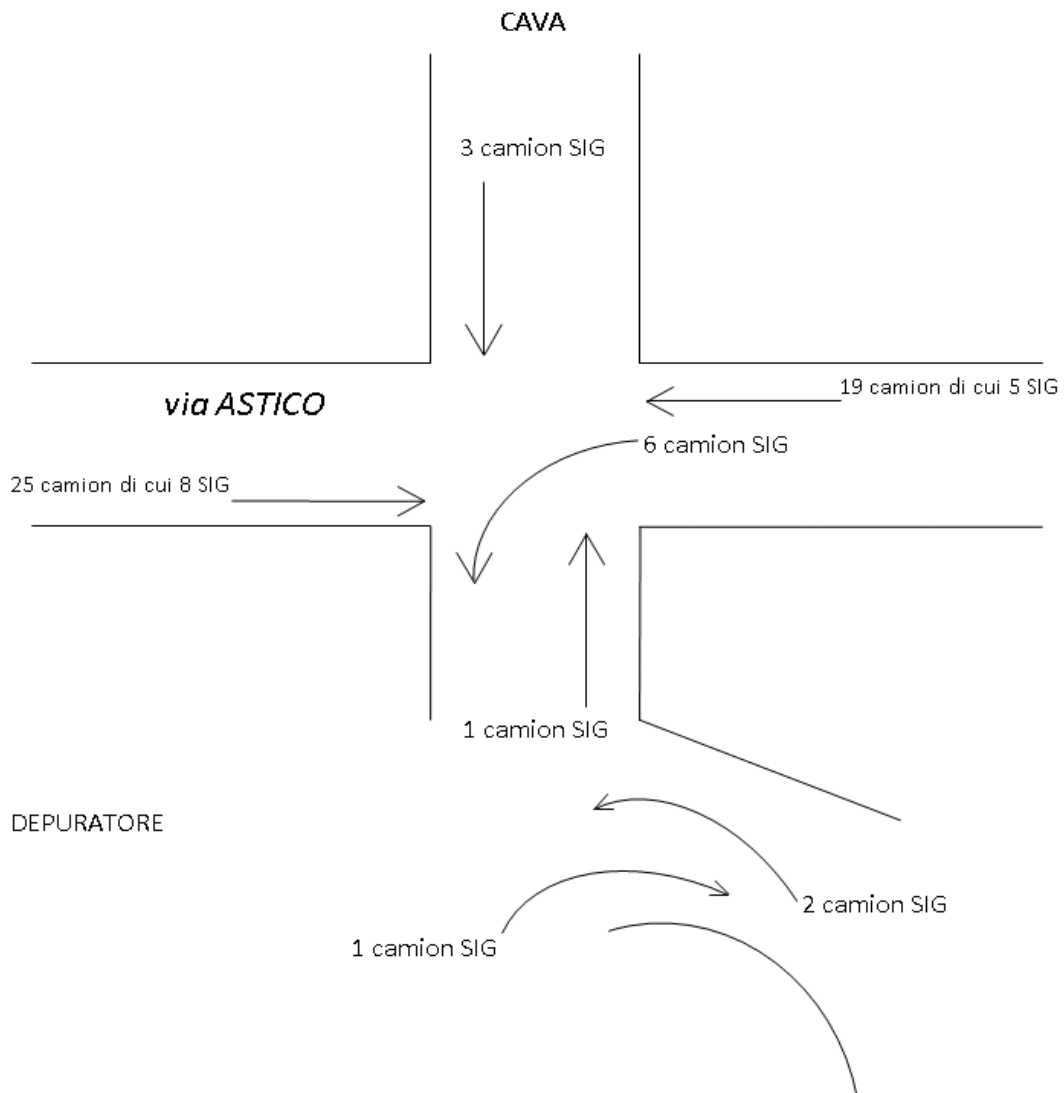 CAVA
3 camion SIG
via ASTICO
19 camion di cui 5 SIG
6 camion SIG
25 camion di cui 8 SIG
1 camion SIG
DEPURATORE
2 camion SIG
1 camion SIG